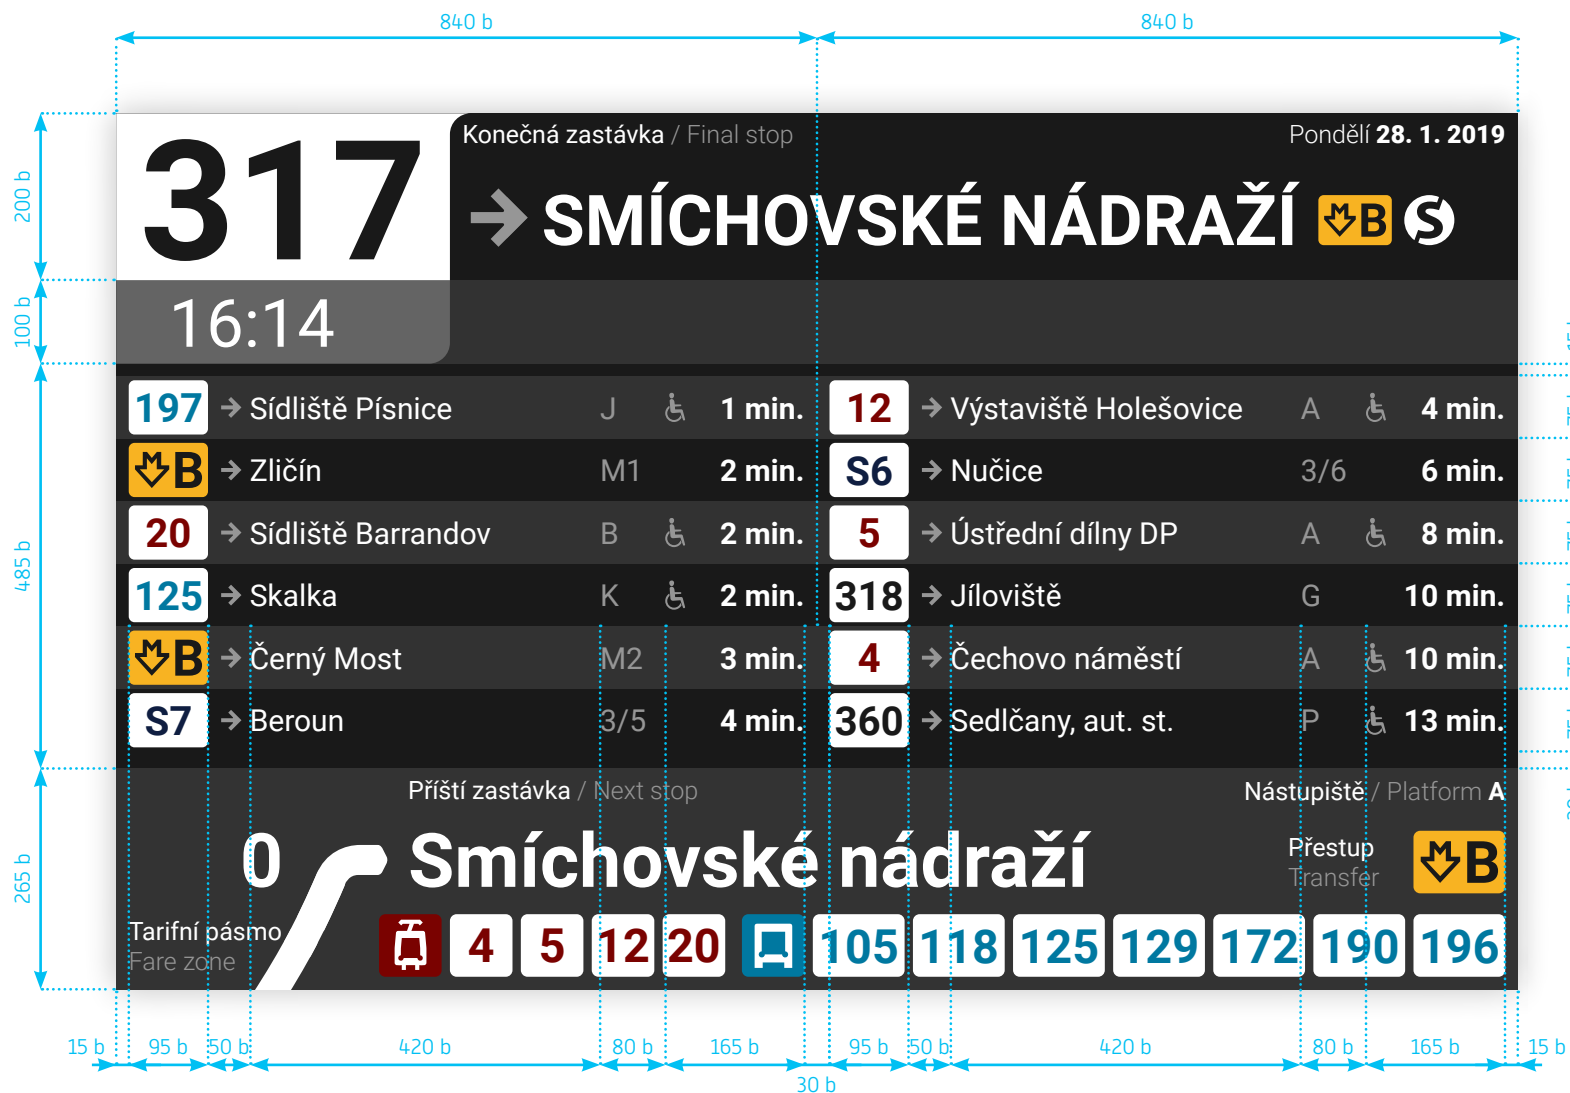 840 b 840 b
317
Konečná zastávka / Final stop
Pondělí 28. 1. 2019
SMÍCHOVSKÉ NÁDRAŽÍ B S
200 b
16:14
100 b
197 Sídliště Písnice J 1 min.
B Zličín M1 2 min.
20 Sídliště Barrandov B 2 min.
125 Skalka K 2 min.
B Černý Most M2 3 min.
S7 Beroun 3/5 4 min.
12 Výstaviště Holešovice A 4 min.
S6 Nučice 3/6 6 min.
5 Ústřední dílny DP A 8 min.
318 Jíloviště G 10 min.
4 Čechovo náměstí A 10 min.
360 Sedlčany, aut. st. P 13 min.
485 b
Příští zastávka / Next stop
Nástupiště / Platform A
0 Smíchovské nádraží
Přestup
Transfer
B
265 b
Tarifní pásmo
Fare zone
4 5 12 20 105 118 125 129 172 190 196
15 b 95 b 50 b 420 b 80 b 165 b 95 b 50 b 420 b 80 b 165 b 15 b
30 b